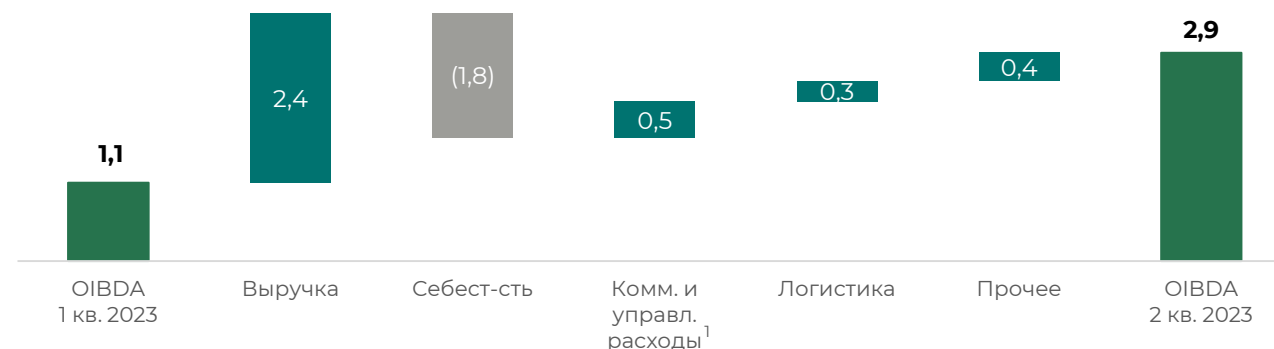 2,9
2,4
(1,8)
0,4
0,3
0,5
1,1
OIBDA
1 кв. 2023
Выручка
Себест-сть
Комм. и
управл.
расходы¹
Логистика
Прочее
OIBDA
2 кв. 2023